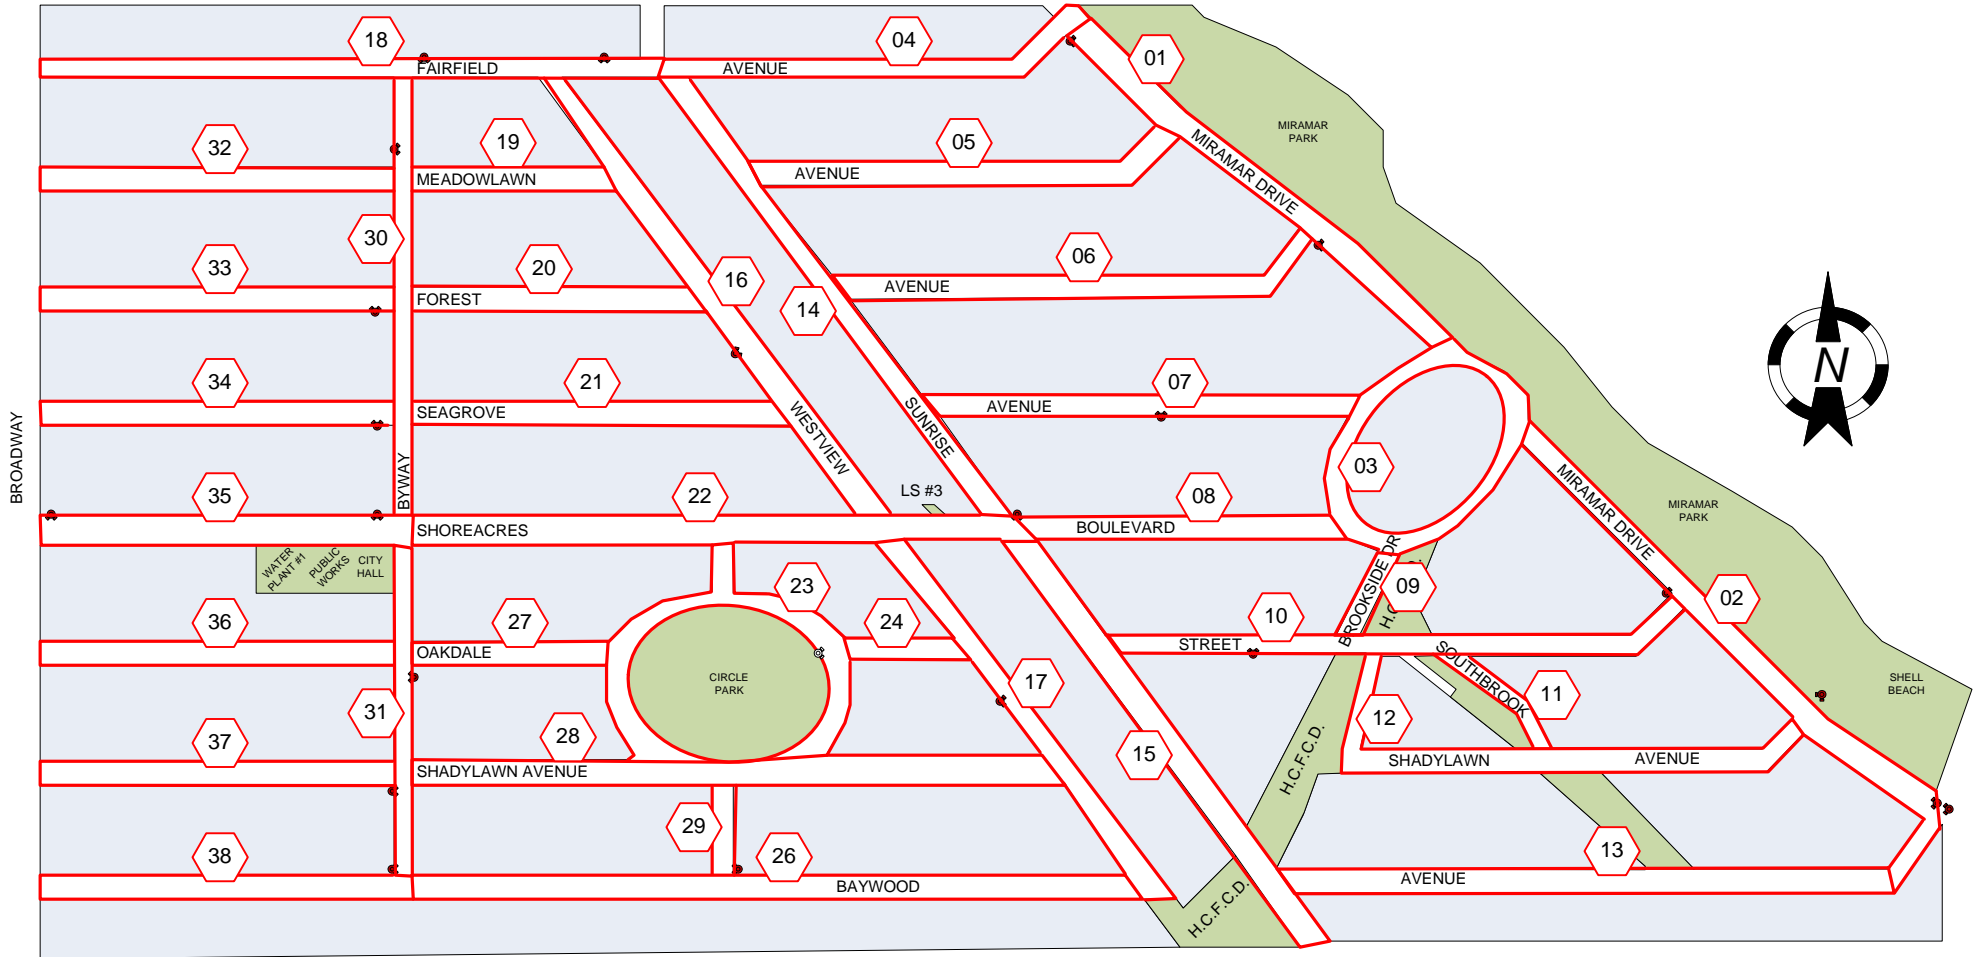 18
04
01
FAIRFIELD
AVENUE
MIRAMAR
PARK
32
19
05
MEADOWLAWN
AVENUE
MIRAMAR DRIVE
30
33
20
16
14
06
FOREST
AVENUE
N
34
21
07
SEAGROVE
AVENUE
WESTVIEW
SUNRISE
BROADWAY
BYWAY
03
35
22
LS #3
08
SHOREACRES
BOULEVARD
MIRAMAR DRIVE
MIRAMAR
PARK
WATER
PLANT #1
PUBLIC
WORKS
CITY
HALL
23
BROOKSIDE DR
09
02
36
27
24
10
OAKDALE
STREET
SOUTHBROOK
CIRCLE
PARK
17
11
SHELL
BEACH
31
12
37
28
15
SHADYLAWN AVENUE
SHADYLAWN
AVENUE
H.C.F.C.D.
29
38
26
13
BAYWOOD
AVENUE
H.C.F.C.D.